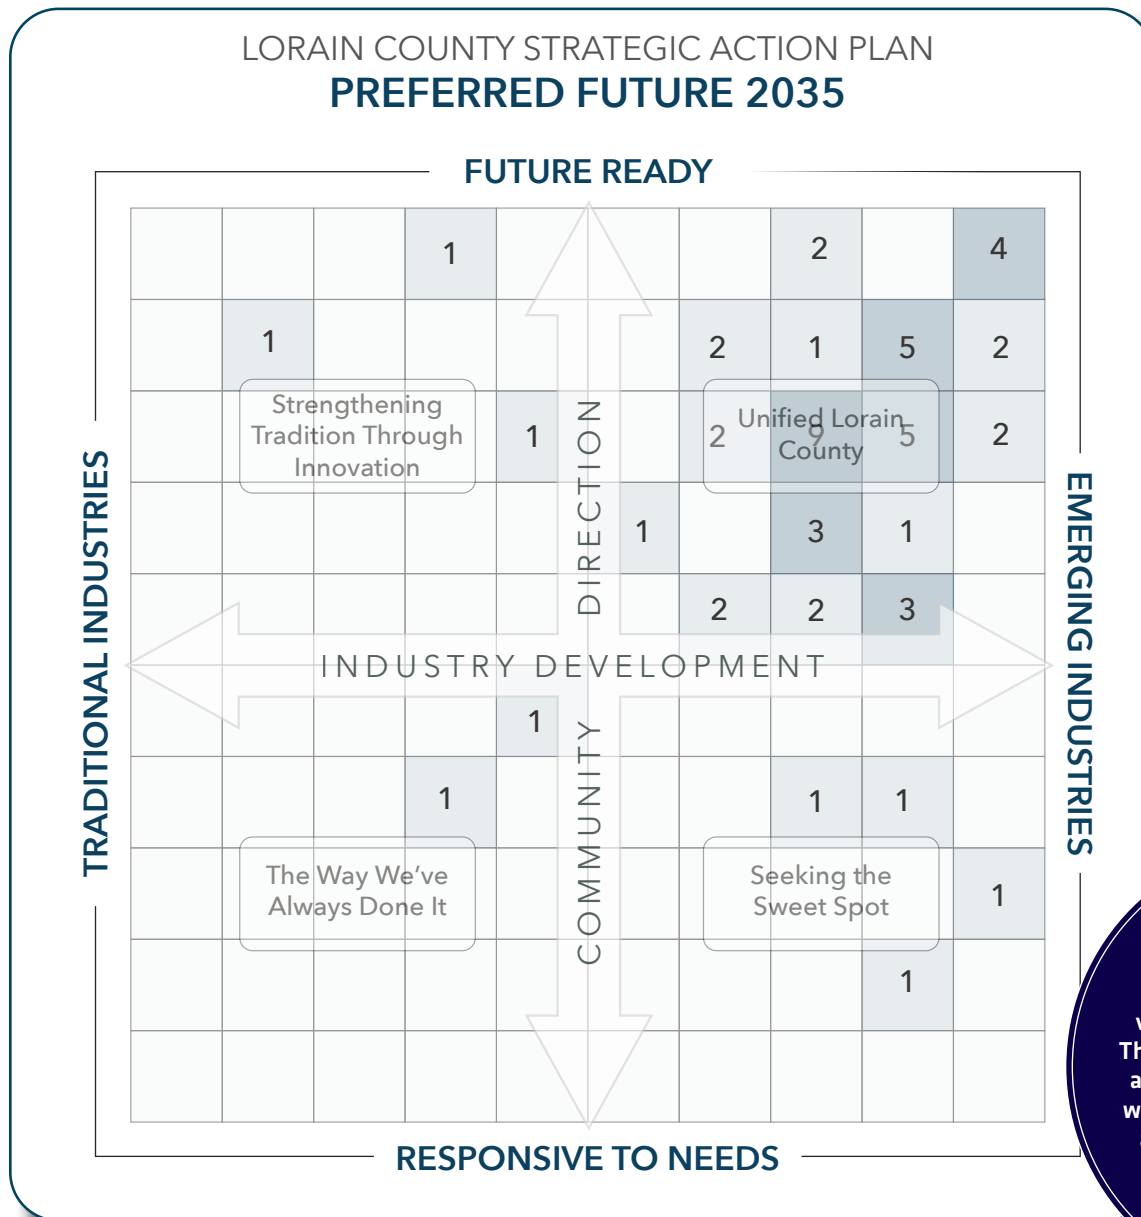 LORAIN COUNTY STRATEGIC ACTION PLAN
PREFERRED FUTURE 2035
FUTURE READY
1 2 4
1 2 1 5 2
Strengthening
Tradition Through
Innovation
1 2 9 5 2
Unified Lorain
County
1 3 1
2 2 3
DIRECTION
TRADITIONAL INDUSTRIES
INDUSTRY DEVELOPMENT
EMERGING INDUSTRIES
1
1 1 1
COMMUNITY
The Way We've
Always Done It
Seeking the
Sweet Spot
1
1
RESPONSIVE TO NEEDS
Th
a
w